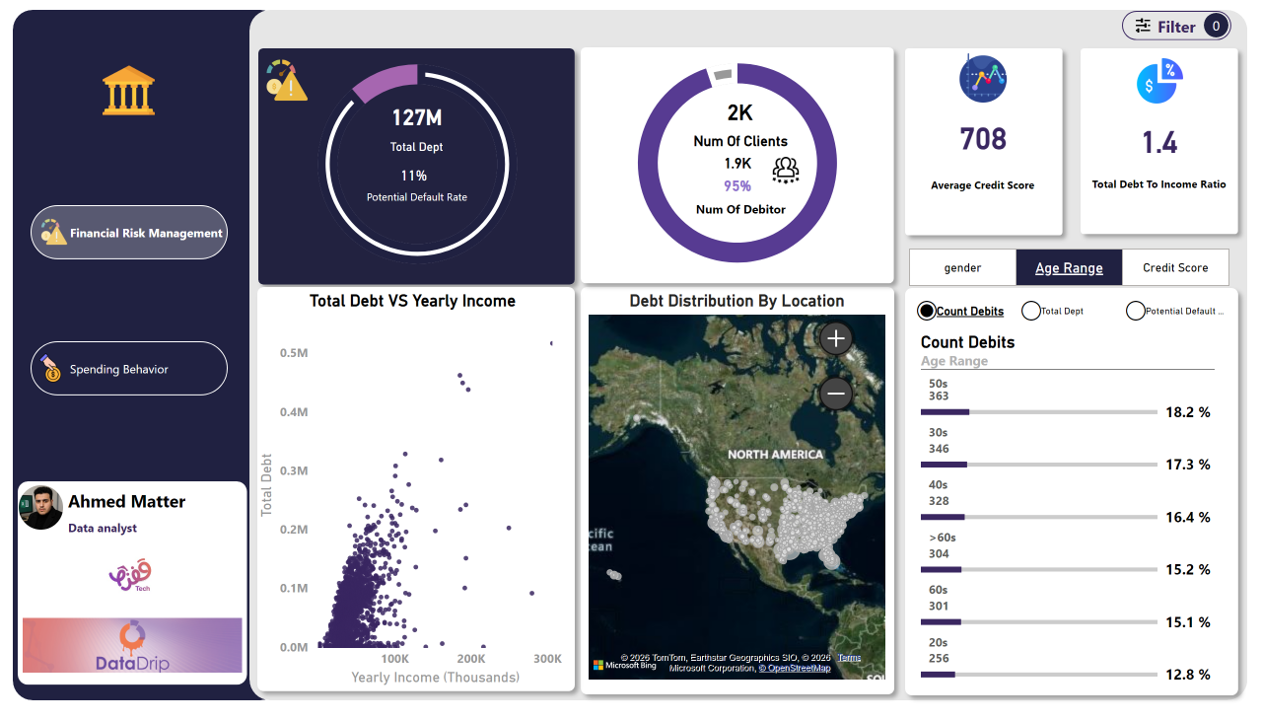 Filter 0
Financial Risk Management
Spending Behavior
Ahmed Matter
Data analyst
Tech
DataDrip
127M
Total Dept
11%
Potential Default Rate
2K
Num Of Clients
1.9K
95%
Num Of Debitor
708
Average Credit Score
1.4
Total Debt To Income Ratio
Total Debt VS Yearly Income
Total Debt
0.5M
0.4M
0.3M
0.2M
0.1M
0.0M
100K 200K 300K
Yearly Income (Thousands)
Debt Distribution By Location
+
−
NORTH AMERICA
cific
ean
SO
Microsoft Bing
© 2026 TomTom, Earthstar Geographics SIO, © 2026 Terms
Microsoft Corporation, © OpenStreetMap
gender Age Range Credit Score
Count Debits Total Dept Potential Default ...
Count Debits
Age Range
50s
363
18.2 %
30s
346
17.3 %
40s
328
16.4 %
>60s
304
15.2 %
60s
301
15.1 %
20s
256
12.8 %